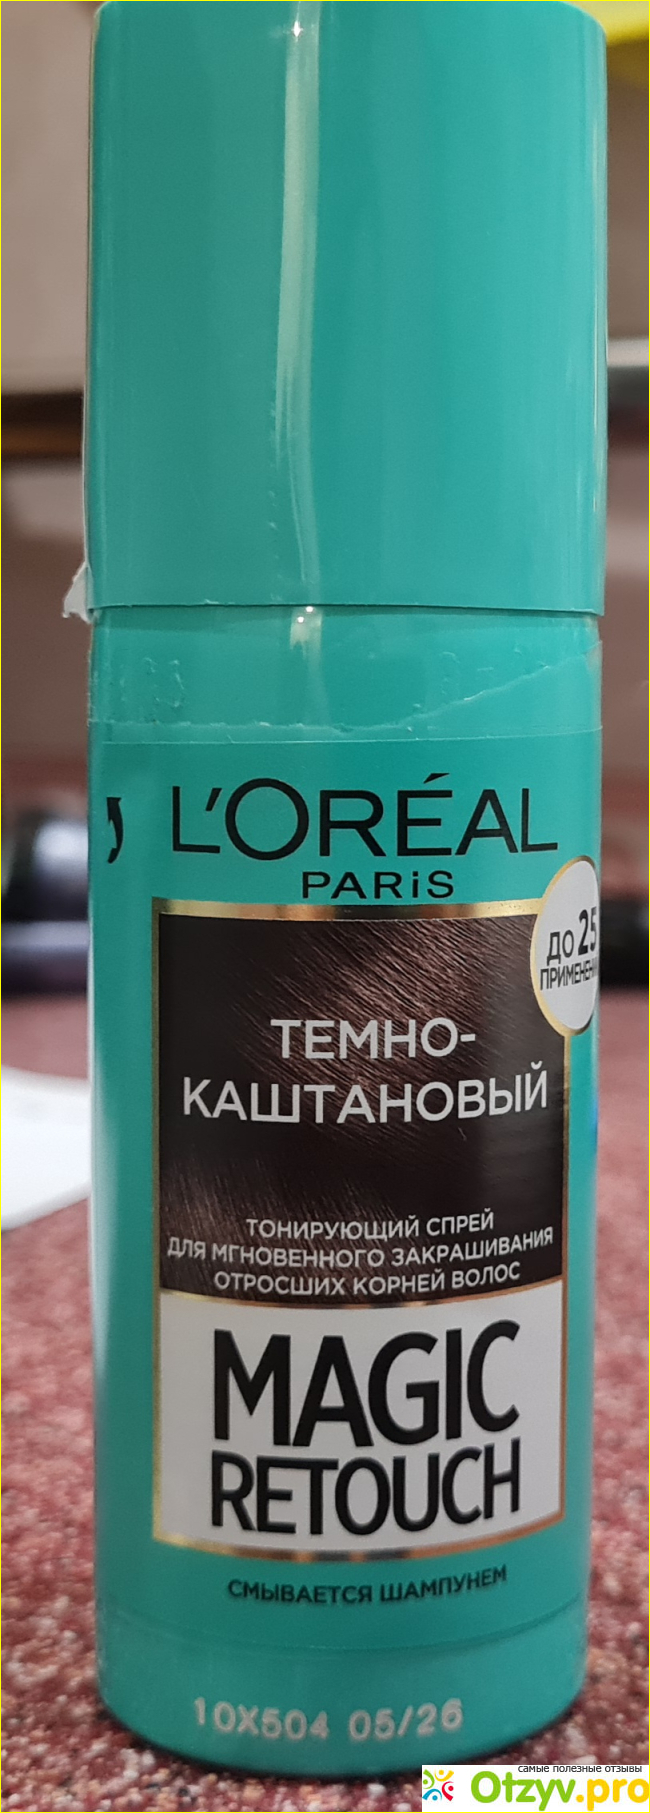 L'ORÉAL
PARiS
ДО 25
ПРИМЕНЕНИ
ТЕМНО-
КАШТАНОВЫЙ
ТОНИРУЮЩИЙ СПРЕЙ
ДЛЯ МГНОВЕННОГО ЗАКРАШИВАНИЯ
ОТРОСШИХ КОРНЕЙ ВОЛОС
MAGIC
RETOUCH
СМЫВАЕТСЯ ШАМПУНЕМ
10X504 05/26
самые полезные отзывы
Otzyv.pro